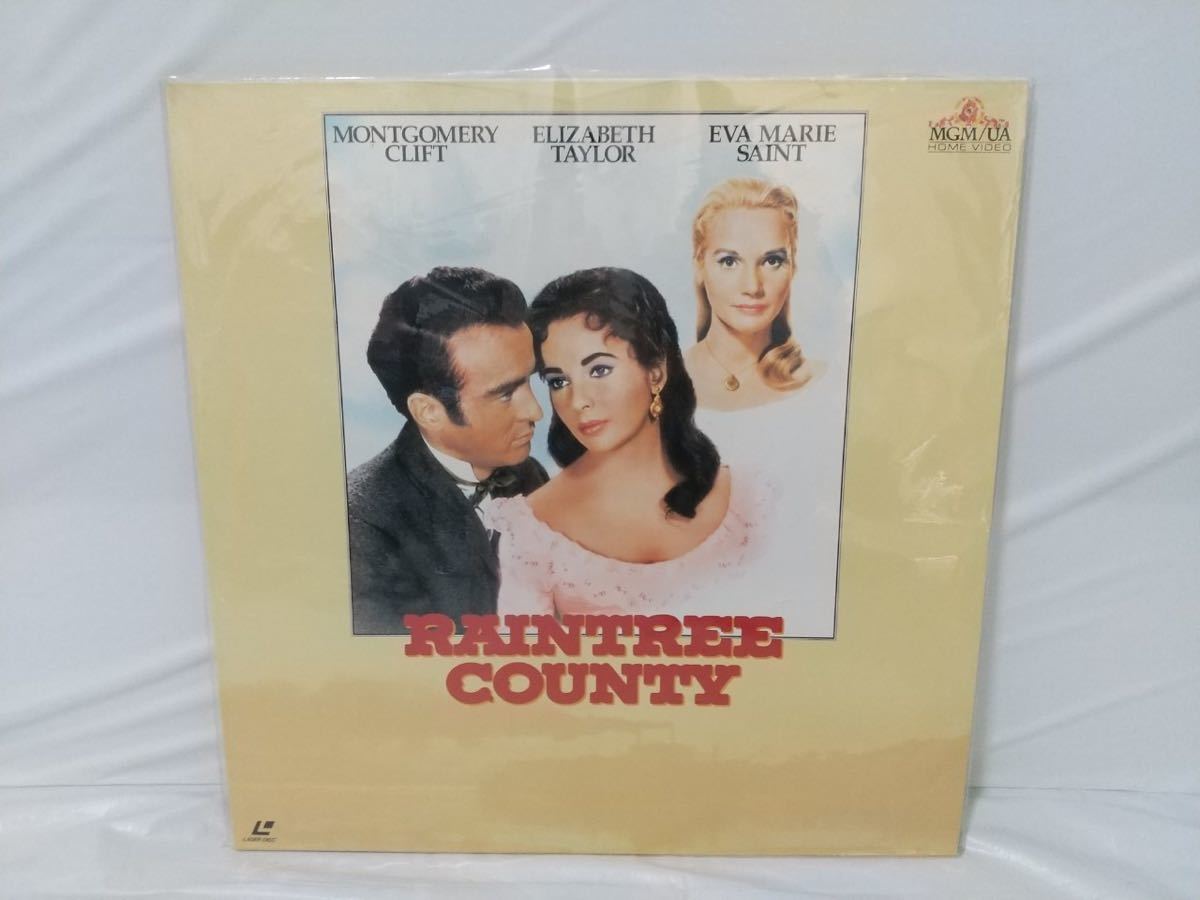 MONTGOMERY CLIFT
ELIZABETH TAYLOR
EVA MARIE SAINT
MGM/UA
HOME VIDEO
RAINTREE
COUNTY
LASER DISC